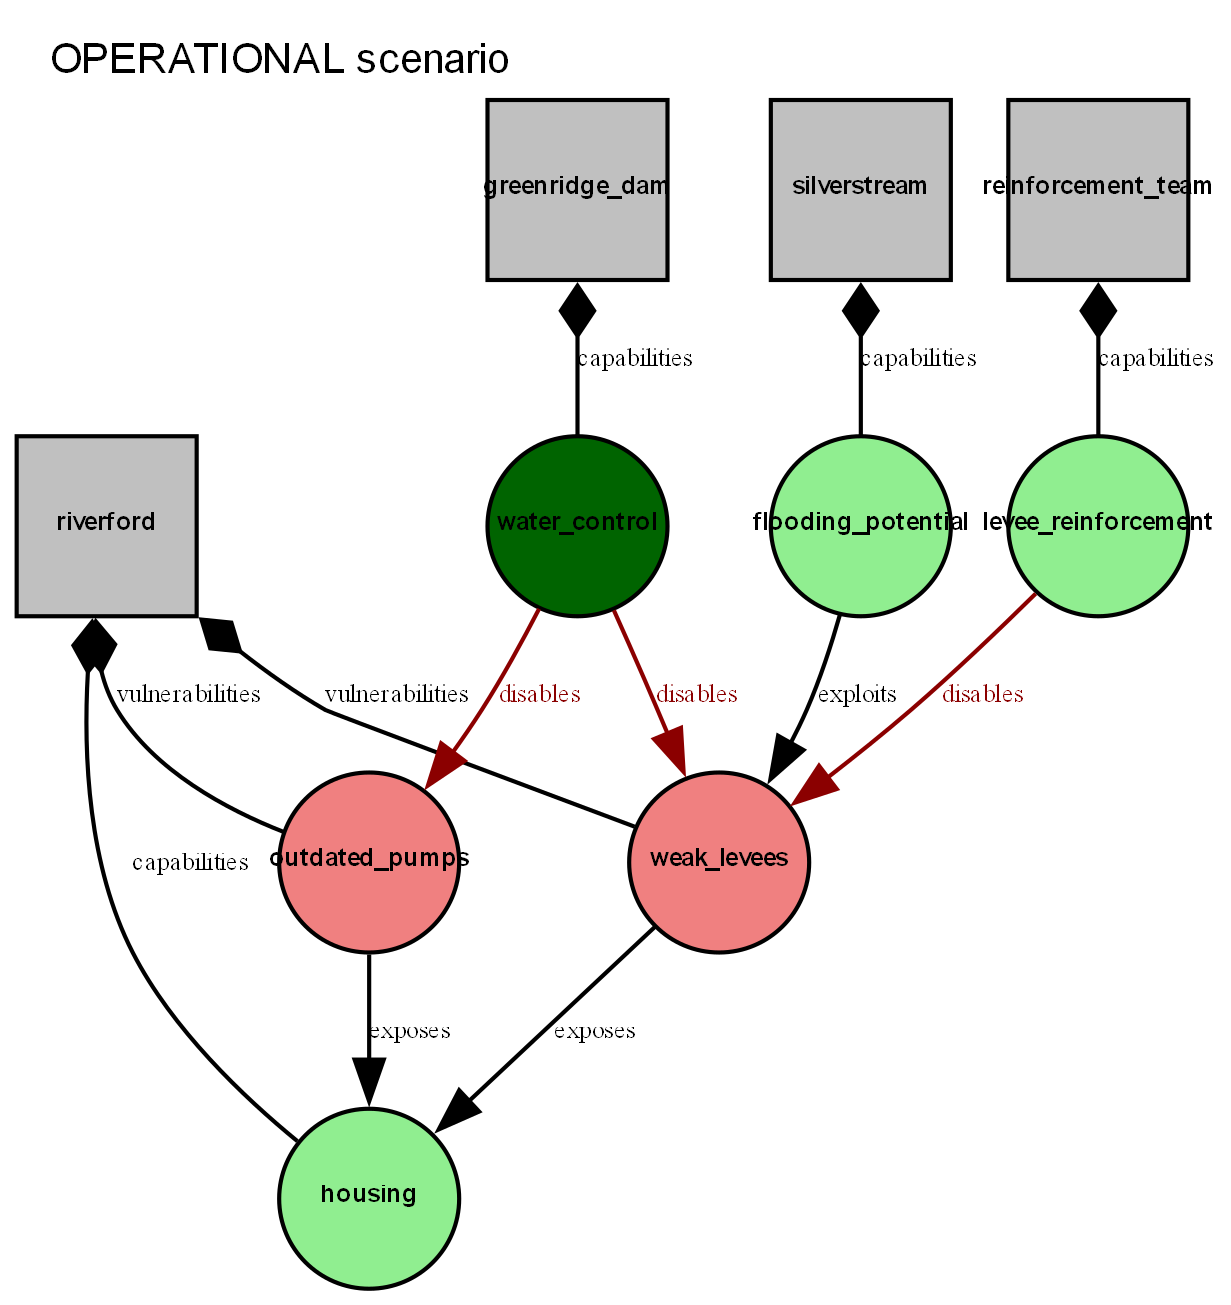 OPERATIONAL scenario
greenridge_dam
silverstream
reinforcement_team
capabilities
capabilities
capabilities
riverford
water_control
flooding_potential
levee_reinforcement
vulnerabilities
vulnerabilities
disables
disables
exploits
disables
capabilities
outdated_pumps
weak_levees
exposes
exposes
housing